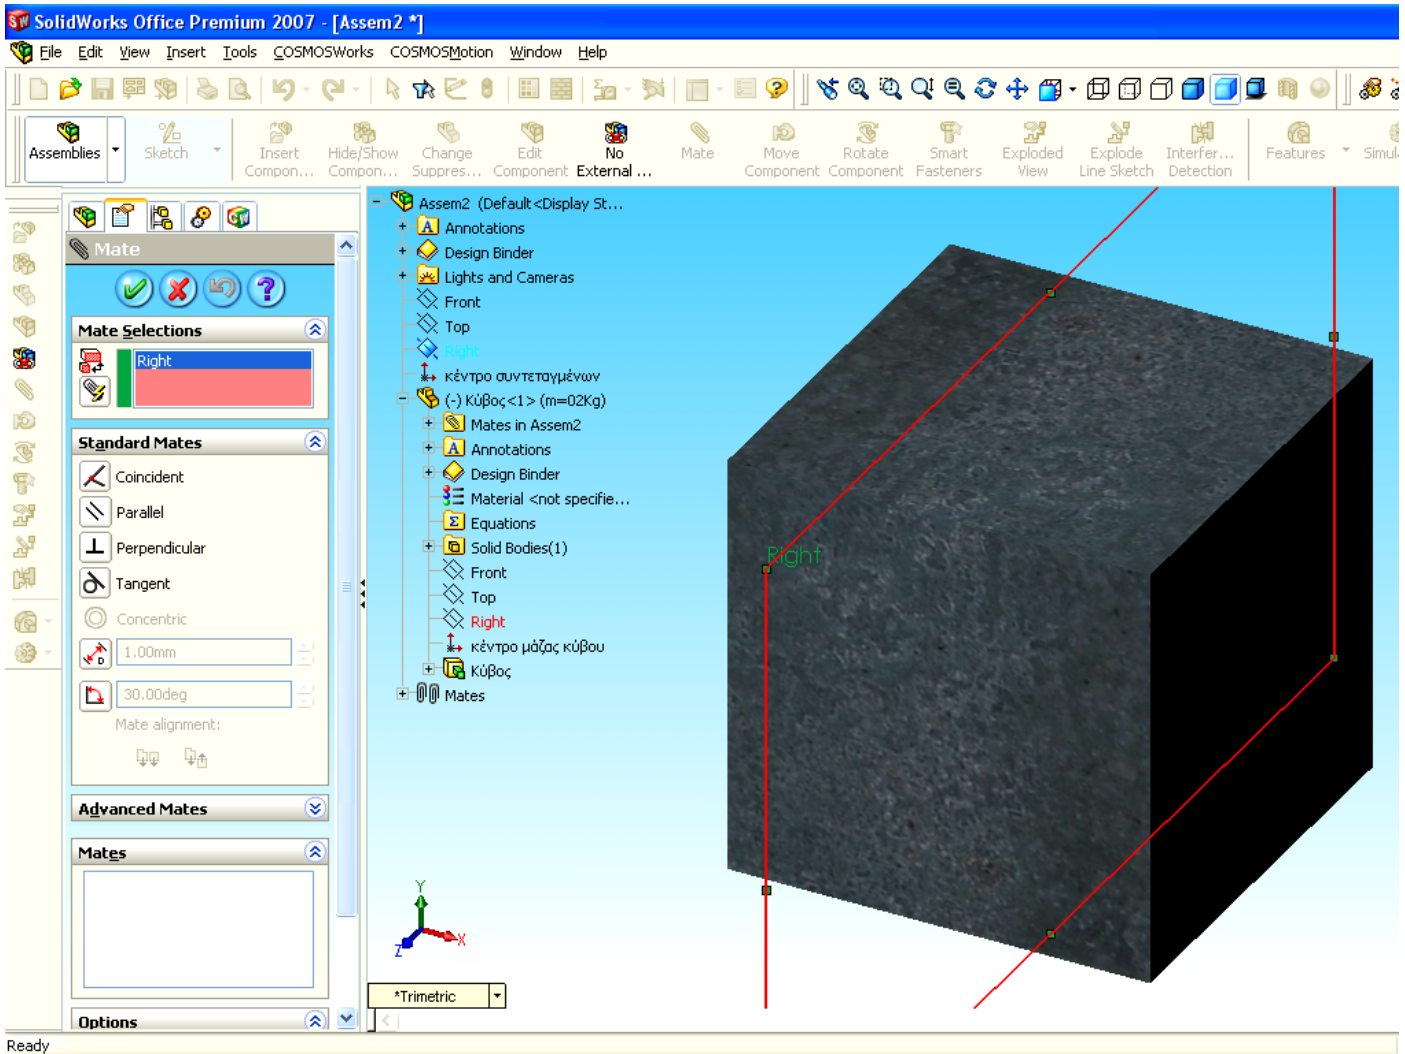 SolidWorks Office Premium 2007 - [Assem2 *]
File Edit View Insert Tools COSMOSWorks COSMOSMotion Window Help
Assemblies Sketch Insert Compon... Hide/Show Compon... Change Suppres... Edit Component No External ... Mate Move Component Rotate Component Smart Fasteners Exploded View Explode Line Sketch Interfer... Detection Features
Mate
Mate Selections
Right
Standard Mates
Coincident
Parallel
Perpendicular
Tangent
Concentric
1.00mm
30.00deg
Mate alignment:
Advanced Mates
Mates
Options
Assem2 (Default<Display St...
Annotations
Design Binder
Lights and Cameras
Front
Top
Right
κέντρο συντεταγμένων
(-) Κύβος<1> (m=02Kg)
Mates in Assem2
Annotations
Design Binder
Material <not specifie...
Equations
Solid Bodies(1)
Front
Top
Right
κέντρο μάζας κύβου
Κύβος
Mates
Right
Y
X
Z
*Trimetric
Ready